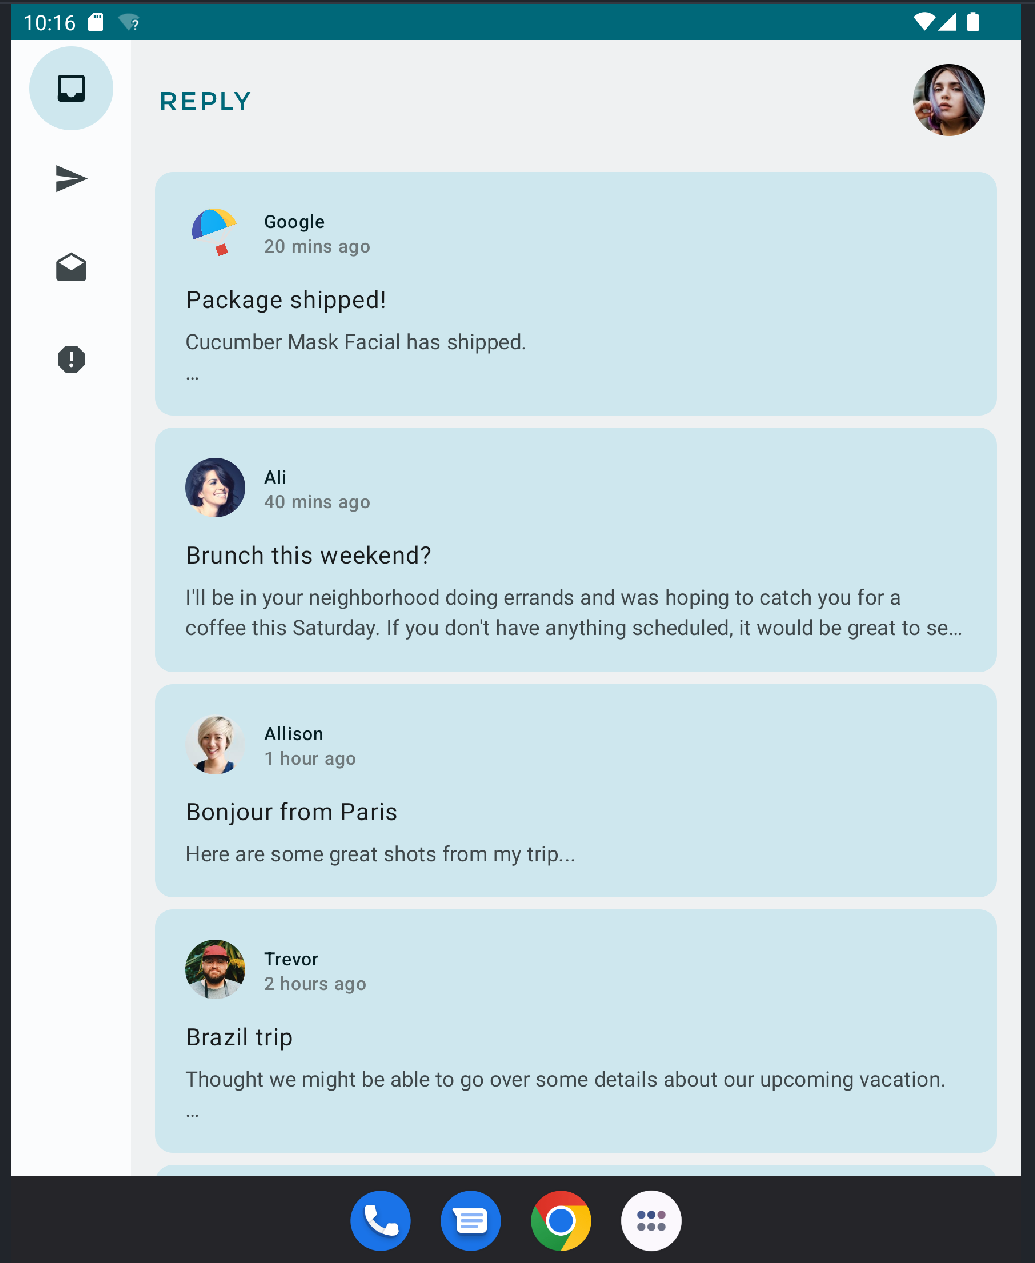 10:16
REPLY
Google
20 mins ago
Package shipped!
Cucumber Mask Facial has shipped.
…
Ali
40 mins ago
Brunch this weekend?
I'll be in your neighborhood doing errands and was hoping to catch you for a
coffee this Saturday. If you don't have anything scheduled, it would be great to se…
Allison
1 hour ago
Bonjour from Paris
Here are some great shots from my trip...
Trevor
2 hours ago
Brazil trip
Thought we might be able to go over some details about our upcoming vacation.
…